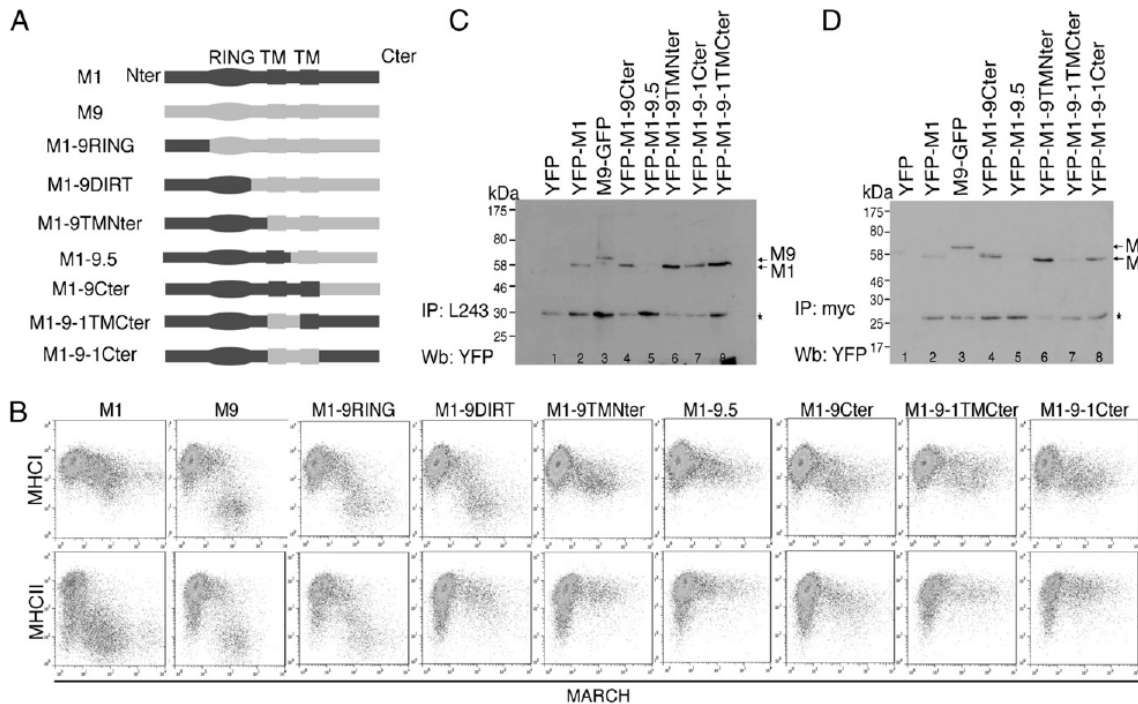 A
RING TM TM
Nter
Cter
M1
M9
M1-9RING
M1-9DIRT
M1-9TMNter
M1-9.5
M1-9Cter
M1-9-1TMCter
M1-9-1Cter
C
YFP
YFP-M1
M9-GFP
YFP-M1-9Cter
YFP-M1-9.5
YFP-M1-9TMNter
YFP-M1-9-1Cter
YFP-M1-9-1TMCter
kDa
175
80
58
46
30
25
M9
M1
IP: L243
*
Wb: YFP
1 2 3 4 5 6 7
D
YFP
YFP-M1
M9-GFP
YFP-M1-9Cter
YFP-M1-9.5
YFP-M1-9TMNter
YFP-M1-9-1TMCter
YFP-M1-9-1Cter
kDa
175
80
58
46
30
25
17
M
M
IP: myc
*
Wb: YFP
1 2 3 4 5 6 7 8
B
M1 M9 M1-9RING M1-9DIRT M1-9TMNter M1-9.5 M1-9Cter M1-9-1TMCter M1-9-1Cter
MHCI
MHCII
MARCH